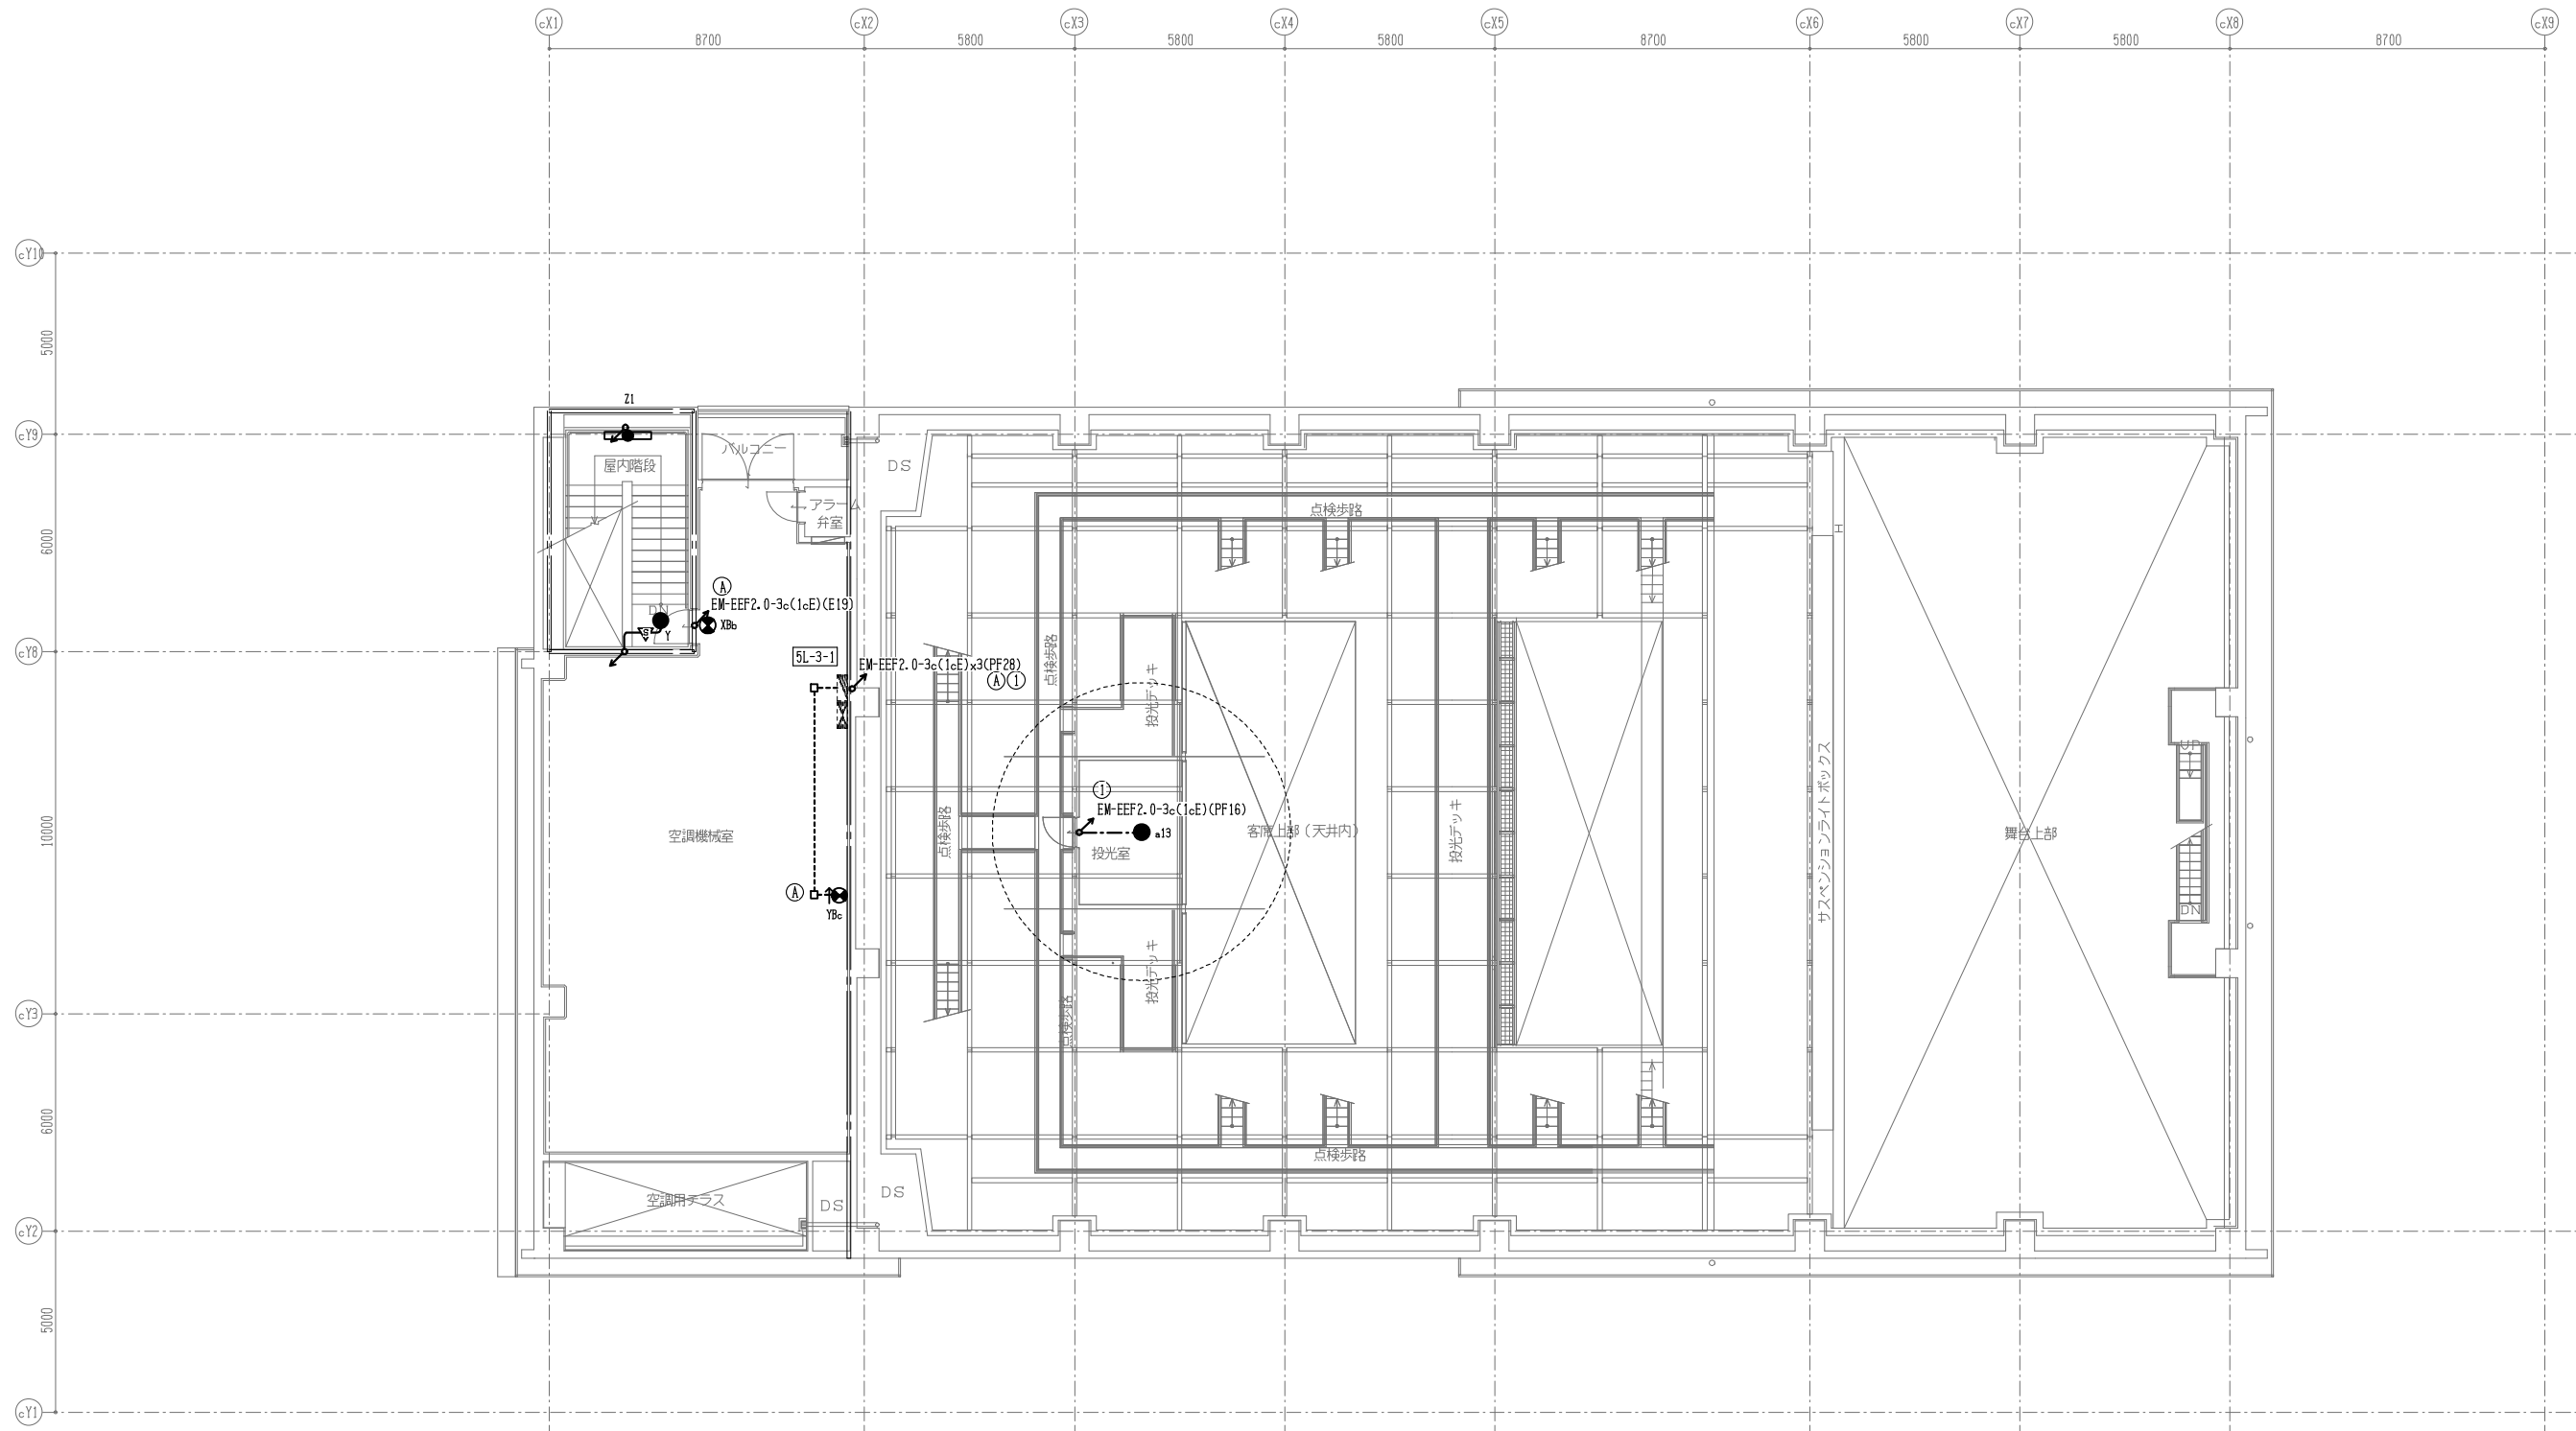 cX1
cX2
cX3
cX4
cX5
cX6
cX7
cX8
cX9
8700
5800
5800
5800
8700
5800
5800
8700
cY10
5000
cY9
6000
cY8
10000
cY3
6000
cY2
5000
cY1
Z1
屋内階段
バルコニー
DS
アラーム
弁室
点検歩路
H
DN
S
Y
A
EM-EEF2.0-3c(1cE)(E19)
XBb
5L-3-1
EM-EEF2.0-3c(1cE)x3(PF28)
A
1
点検歩路
投光デッキ
1
EM-EEF2.0-3c(1cE)(PF16)
a13
投光室
客席上部(天井内)
空調機械室
点検歩路
投光デッキ
サスペンションライトボックス
舞台上部
UP
DN
A
YBc
投光デッキ
点検歩路
点検歩路
空調用テラス
DS
DS